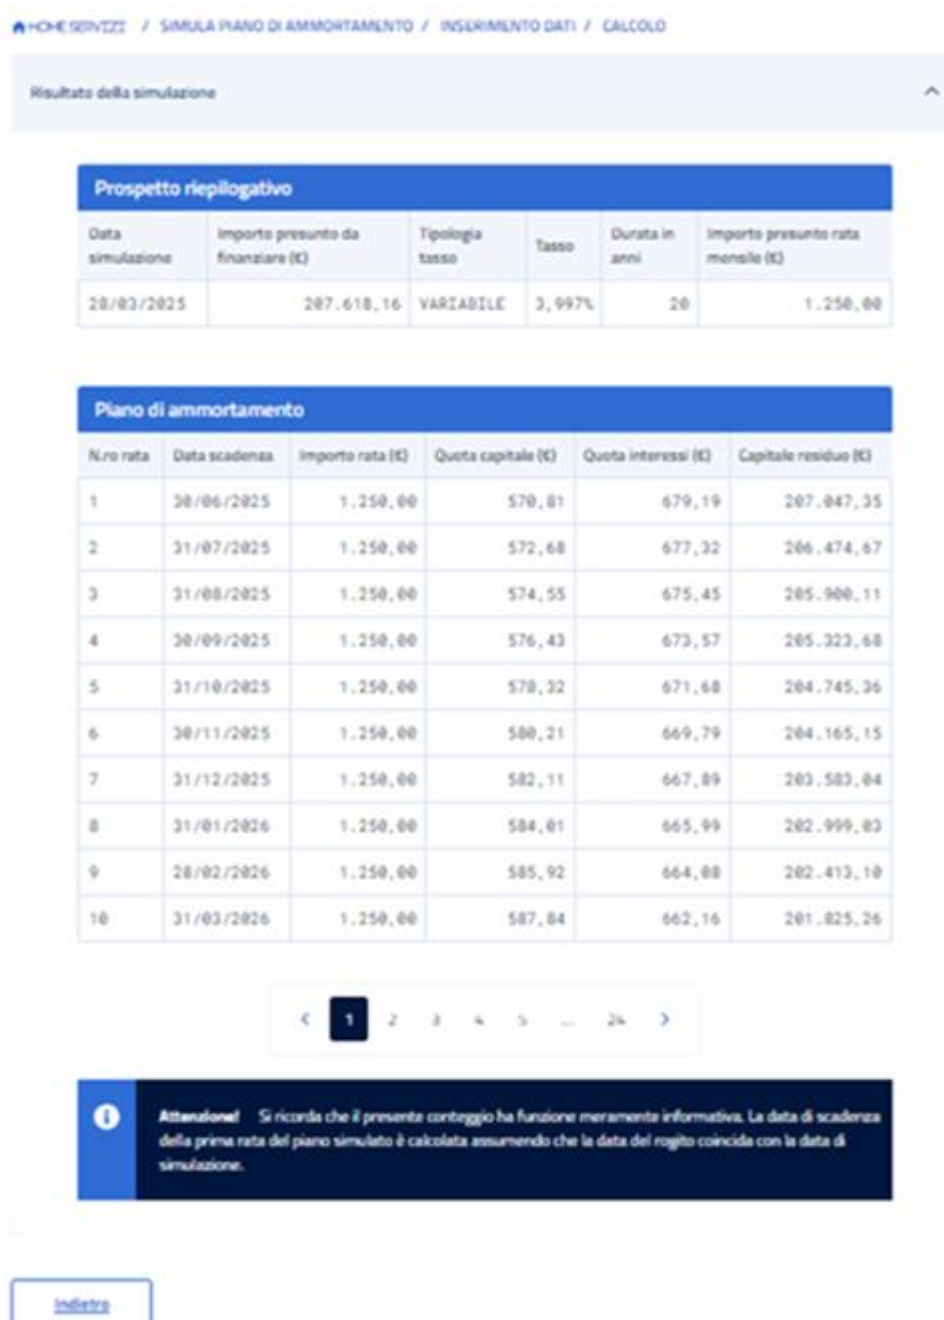 HOME SERVIZI / SIMULA PIANO DI AMMORTAMENTO / INSERIMENTO DATI / CALCOLO
Risultato della simulazione
Prospetto riepilogativo
Data simulazione Importo presunto da finanziare (€) Tipologia tasso Tasso Durata in anni Importo presunto rata mensile (€)
28/03/2025 207.618,16 VARIABILE 3,997% 20 1.250,00
Piano di ammortamento
N.ro rata Data scadenza Importo rata (€) Quota capitale (€) Quota interessi (€) Capitale residuo (€)
1 30/06/2025 1.250,00 570,81 679,19 207.047,35
2 31/07/2025 1.250,00 572,68 677,32 206.474,67
3 31/08/2025 1.250,00 574,55 675,45 205.900,11
4 30/09/2025 1.250,00 576,43 673,57 205.323,68
5 31/10/2025 1.250,00 578,32 671,68 204.745,36
6 30/11/2025 1.250,00 580,21 669,79 204.165,15
7 31/12/2025 1.250,00 582,11 667,89 203.583,04
8 31/01/2026 1.250,00 584,01 665,99 202.999,03
9 28/02/2026 1.250,00 585,92 664,08 202.413,10
10 31/03/2026 1.250,00 587,84 662,16 201.825,26
< 1 2 3 4 5 ... 24 >
Attenzione! Si ricorda che il presente conteggio ha funzione meramente informativa. La data di scadenza
della prima rata del piano simulato è calcolata assumendo che la data del rogito coincida con la data di
simulazione.
Indietro